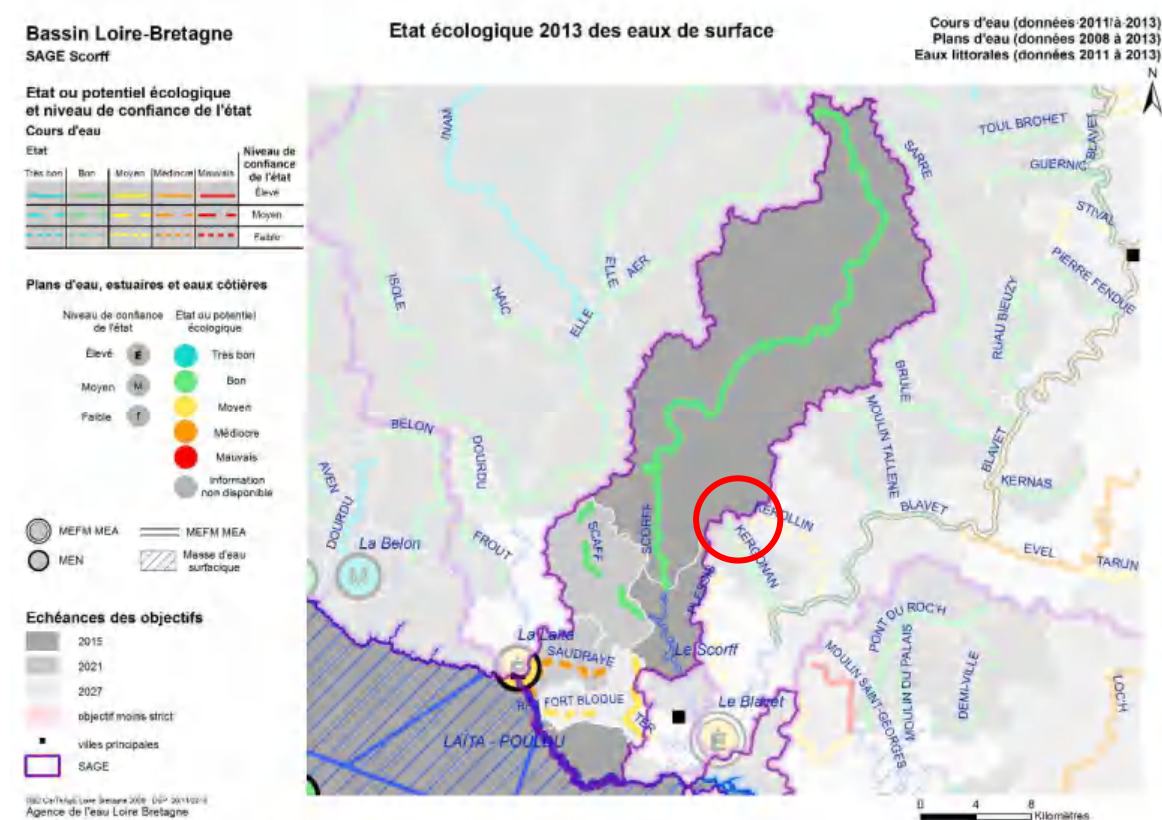 Bassin Loire-Bretagne
SAGE Scorff
Etat écologique 2013 des eaux de surface
Cours d'eau (données 2011 à 2013)
Plans d'eau (données 2008 à 2013)
Eaux littorales (données 2011 à 2013)
N
Etat ou potentiel écologique
et niveau de confiance de l'état
Cours d'eau
Etat
Niveau de
confiance
de l'état
Très bon
Bon
Moyen
Médiocre
Mauvais
Élevé
Moyen
Faible
Plans d'eau, estuaires et eaux côtières
Niveau de confiance
de l'état
Etat ou potentiel
écologique
Élevé
É
Très bon
Moyen
M
Bon
Faible
f
Moyen
Médiocre
Mauvais
Information
non disponible
MEFM MEA
MEFM MEA
MEN
Masse d'eau
surfacique
Echéances des objectifs
2015
2021
2027
objectif moins strict
villes principales
SAGE
Agence de l'eau Loire Bretagne
INAM
SARRE
TOUL BROHET
BLAVET
GUERNIC
STIVAL
PIERRE FENDUE
ISOLE
NAIC
ELLE
AER
ELLE
RUAU BIEUZY
BRULE
MOULIN TALLENE
BLAVET
KERNAS
BELON
DOURDU
AVEN
DOURDU
La Belon
M
FROUT
SCAFF
SCORFF
KEROLLIN
KERGONAN
BLAVET
EVEL
TARUN
PLESSIS
La Laïta
É
SAUDRAYE
FORT BLOQUE
TER
Le Scorff
Le Blavet
É
LAÏTA - POULDU
PONT DU ROC'H
MOULIN DU PALAIS
MOULIN SAINT-GEORGES
DEMI-VILLE
LOC'H
0 4 8
Kilomètres